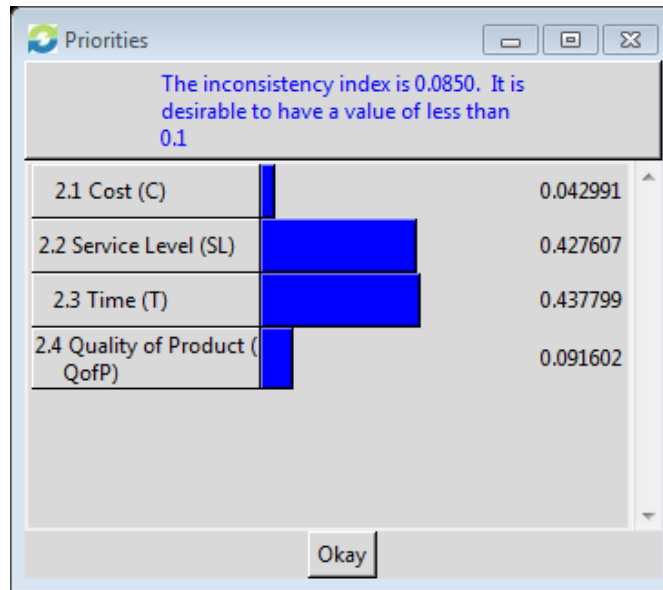 Priorities
The inconsistency index is 0.0850. It is
desirable to have a value of less than
0.1
2.1 Cost (C) 0.042991
2.2 Service Level (SL) 0.427607
2.3 Time (T) 0.437799
2.4 Quality of Product (
QofP) 0.091602
Okay